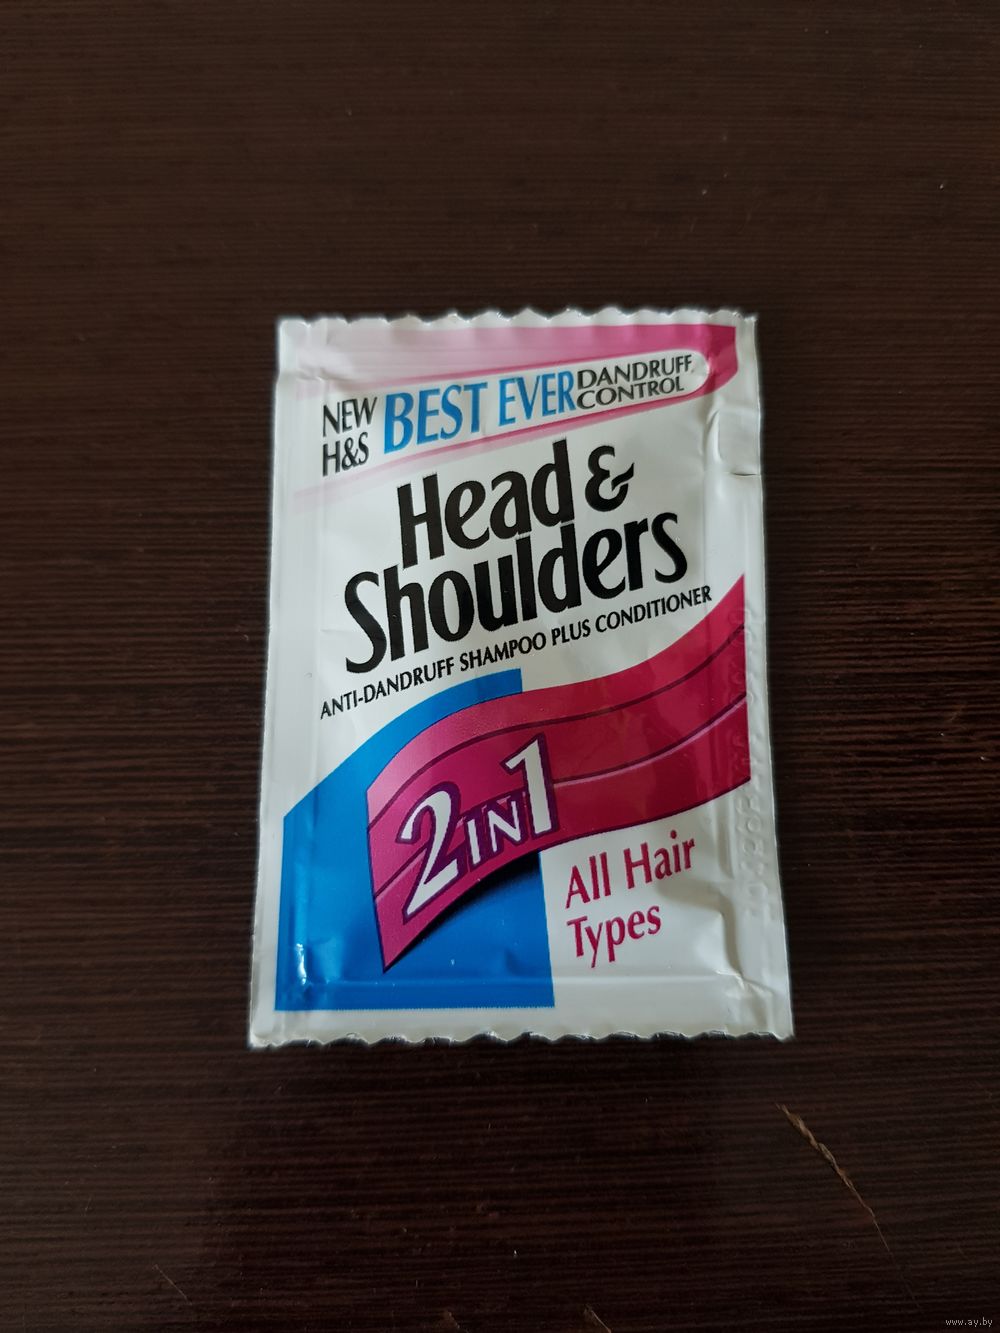 NEW
H&S
BEST EVER
DANDRUFF
CONTROL
Head &
Shoulders
ANTI-DANDRUFF SHAMPOO PLUS CONDITIONER
2IN1
All Hair
Types
www.ay.by